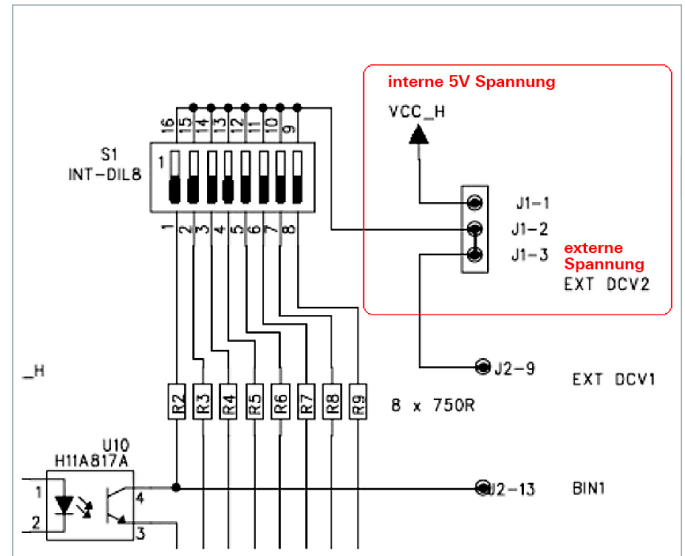 interne 5V Spannung
VCC_H
16 15 14 13 12 11 10 9
S1
INT-DIL8
1
1 2 3 4 5 6 7 8
J1-1
J1-2
J1-3
externe
Spannung
EXT DCV2
_H
J2-9
EXT DCV1
R2 R3 R4 R5 R6 R7 R8 R9
8 x 750R
U10
H11A817A
1
4
J2-13
BIN1
2
3